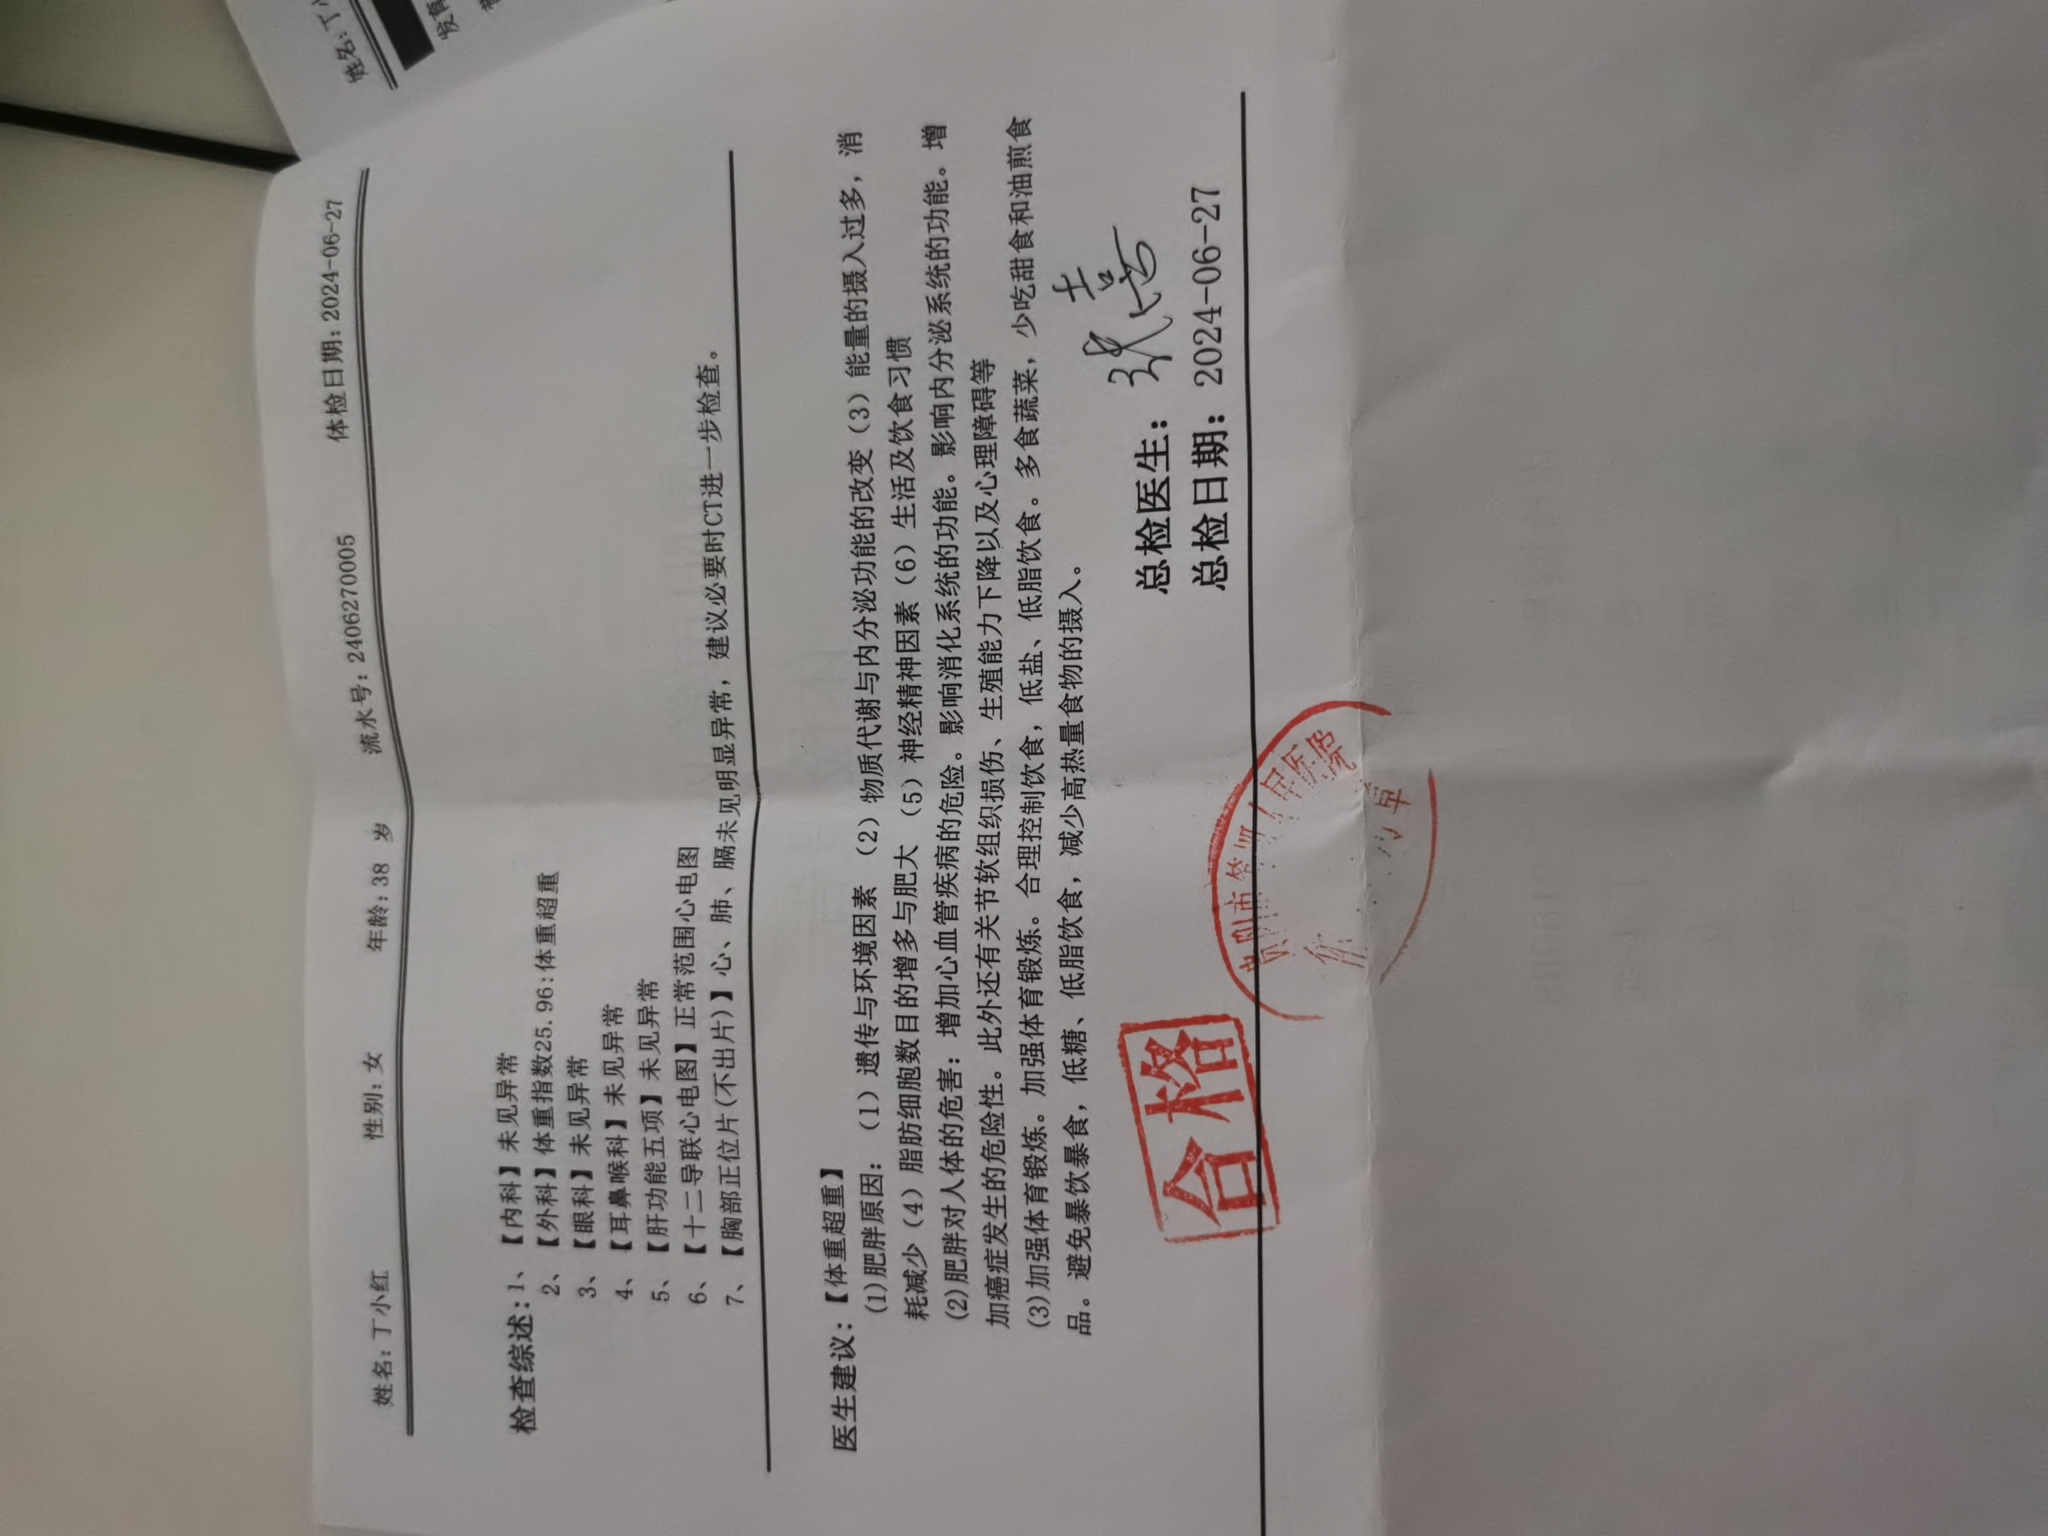 姓名:丁小红 性别:女 年龄:38 岁 流水号:2406270005 体检日期:2024-06-27
检查综述:1、【内科】未见异常
2、【外科】体重指数25.96:体重超重
3、【眼科】未见异常
4、【耳鼻喉科】未见异常
5、【肝功能五项】未见异常
6、【十二导联心电图】正常范围心电图
7、【胸部正位片(不出片)】心、肺、膈未见明显异常，建议必要时CT进一步检查。
医生建议:【体重超重】
(1)肥胖原因:（1）遗传与环境因素（2）物质代谢与内分泌功能的改变（3）能量的摄入过多，消
耗减少（4）脂肪细胞数目的增多与肥大（5）神经精神因素（6）生活及饮食习惯
(2)肥胖对人体的危害:增加心血管疾病的危险。影响消化系统的功能。影响内分泌系统的功能。增
加癌症发生的危险性。此外还有关节软组织损伤、生殖能力下降以及心理障碍等
(3)加强体育锻炼。加强体育锻炼。合理控制饮食，低盐、低脂饮食。多食蔬菜，少吃甜食和油煎食
品。避免暴饮暴食，低糖、低脂饮食，减少高热量食物的摄入。
总检医生:
总检日期:2024-06-27
合格
人民医院
姓名:丁
发育